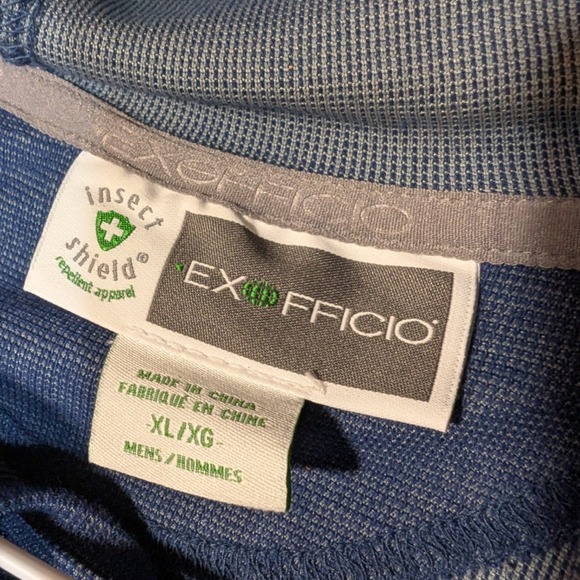 EXOFFICIO
insect
shield®
repellent apparel
EXOFFICIO
MADE IN CHINA
FABRIQUÉ EN CHINE
-XL/XG-
MENS/HOMMES